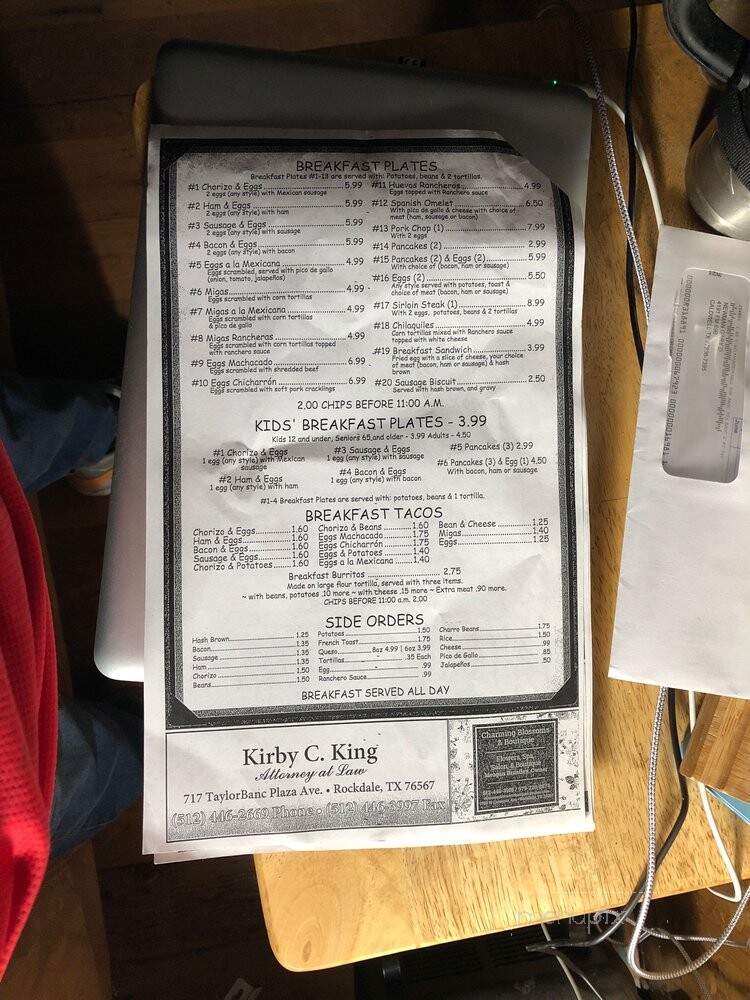 BREAKFAST PLATES
Breakfast Plates #1-13 are served with: Potatoes, beans & 2 tortillas.
#1 Chorizo & Eggs 5.99
2 eggs (any style) with Mexican sausage
#2 Ham & Eggs 5.99
2 eggs (any style) with ham
#3 Sausage & Eggs 5.99
2 eggs (any style) with sausage
#4 Bacon & Eggs 5.99
2 eggs (any style) with bacon
#5 Eggs a la Mexicana 4.99
Eggs scrambled, served with pico de gallo
(onion, tomato, jalapeños)
#6 Migas 4.99
Eggs scrambled with corn tortillas
#7 Migas a la Mexicana 4.99
Eggs scrambled with corn tortillas
& pico de gallo
#8 Migas Rancheras 4.99
Eggs scrambled with corn tortillas topped
with ranchero sauce
#9 Eggs Machacado 6.99
Eggs scrambled with shredded beef
#10 Eggs Chicharrón 6.99
Eggs scrambled with soft pork cracklings
#11 Huevos Rancheros 4.99
Eggs topped with Ranchero sauce
#12 Spanish Omelet 6.50
With pico de gallo & cheese with choice of
meat (ham, sausage or bacon)
#13 Pork Chop (1) 7.99
With 2 eggs
#14 Pancakes (2) 2.99
#15 Pancakes (2) & Eggs (2) 5.99
With choice of (bacon, ham or sausage)
#16 Eggs (2) 5.50
Any style served with potatoes, toast &
choice of meat (bacon, ham or sausage)
#17 Sirloin Steak (1) 8.99
With 2 eggs, potatoes, beans & 2 tortillas
#18 Chilaquiles 4.99
Corn tortillas mixed with Ranchero sauce
topped with white cheese
#19 Breakfast Sandwich 3.99
Fried egg with a slice of cheese, your choice
of meat (bacon, ham or sausage) & hash
brown
#20 Sausage Biscuit 2.50
Served with hash brown, and gravy
2.00 CHIPS BEFORE 11:00 A.M.
KIDS' BREAKFAST PLATES - 3.99
Kids 12 and under, Seniors 65 and older - 3.99 Adults - 4.50
#1 Chorizo & Eggs
1 egg (any style) with Mexican
sausage
#2 Ham & Eggs
1 egg (any style) with ham
#3 Sausage & Eggs
1 egg (any style) with sausage
#4 Bacon & Eggs
1 egg (any style) with bacon
#5 Pancakes (3) 2.99
#6 Pancakes (3) & Egg (1) 4.50
With bacon, ham or sausage
#1-4 Breakfast Plates are served with: potatoes, beans & 1 tortilla.
BREAKFAST TACOS
Chorizo & Eggs 1.60
Ham & Eggs 1.60
Bacon & Eggs 1.60
Sausage & Eggs 1.60
Chorizo & Potatoes 1.60
Chorizo & Beans 1.60
Eggs Machacado 1.75
Eggs Chicharrón 1.75
Eggs & Potatoes 1.40
Eggs a la Mexicana 1.40
Bean & Cheese 1.25
Migas 1.40
Eggs 1.25
Breakfast Burritos 2.75
Made on large flour tortilla, served with three items.
~ with beans, potatoes .10 more ~ with cheese .15 more ~ Extra meat .90 more.
CHIPS BEFORE 11:00 a.m. 2.00
SIDE ORDERS
Hash Brown 1.25
Bacon 1.35
Sausage 1.35
Ham 1.35
Chorizo 1.50
Beans 1.50
Potatoes 1.50
French Toast 1.75
Queso 8oz 4.99 | 6oz 3.99
Tortillas .35 Each
Egg .99
Ranchero Sauce .99
Charro Beans 1.75
Rice 1.50
Cheese .99
Pico de Gallo .85
Jalapeños .50
BREAKFAST SERVED ALL DAY
Kirby C. King
Attorney at Law
717 TaylorBanc Plaza Ave. • Rockdale, TX 76567
(512) 446-2669 Phone • (512) 446-3997 Fax
Channing Blossoms
& Boutique
Flowers, Spa
Salon, & Boutique